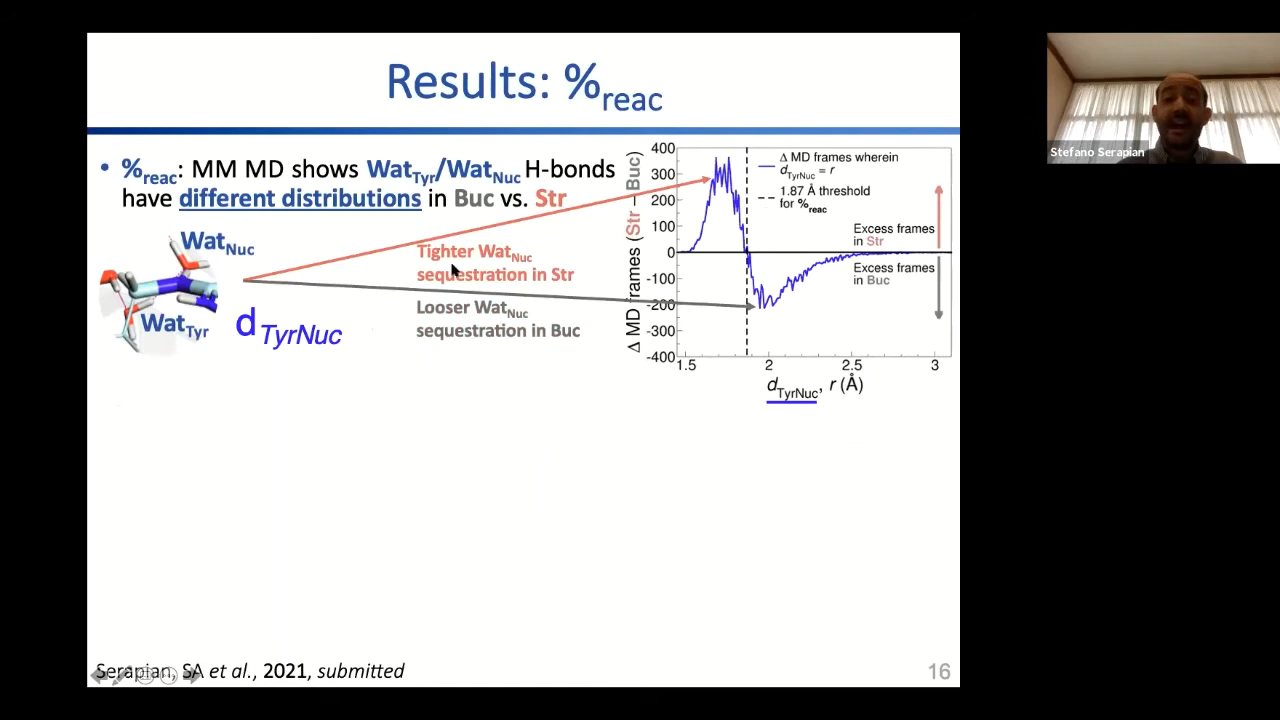 Results: %reac
• %reac: MM MD shows WatTyr/WatNuc H-bonds
have different distributions in Buc vs. Str
WatNuc
WatTyr
dTyrNuc
Tighter WatNuc
sequestration in Str
Looser WatNuc
sequestration in Buc
Δ MD frames (Str – Buc)
400
300
200
100
0
-100
-200
-300
-400
Δ MD frames wherein
dTyrNuc = r
1.87 Å threshold
for %reac
Excess frames
in Str
Excess frames
in Buc
1.5 2 2.5 3
dTyrNuc, r (Å)
Serapian, SA et al., 2021, submitted
16
Stefano Serapian